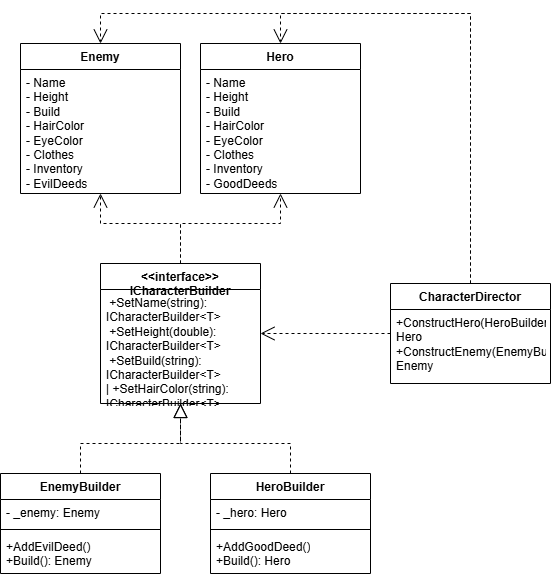 Enemy
- Name
- Height
- Build
- HairColor
- EyeColor
- Clothes
- Inventory
- EvilDeeds
Hero
- Name
- Height
- Build
- HairColor
- EyeColor
- Clothes
- Inventory
- GoodDeeds
<<interface>>
ICharacterBuilder
+SetName(string):
ICharacterBuilder<T>
+SetHeight(double):
ICharacterBuilder<T>
+SetBuild(string):
ICharacterBuilder<T>
| +SetHairColor(string):
ICharacterBuilder<T>
CharacterDirector
+ConstructHero(HeroBuilder
Hero
+ConstructEnemy(EnemyBu
Enemy
EnemyBuilder
- _enemy: Enemy
+AddEvilDeed()
+Build(): Enemy
HeroBuilder
- _hero: Hero
+AddGoodDeed()
+Build(): Hero